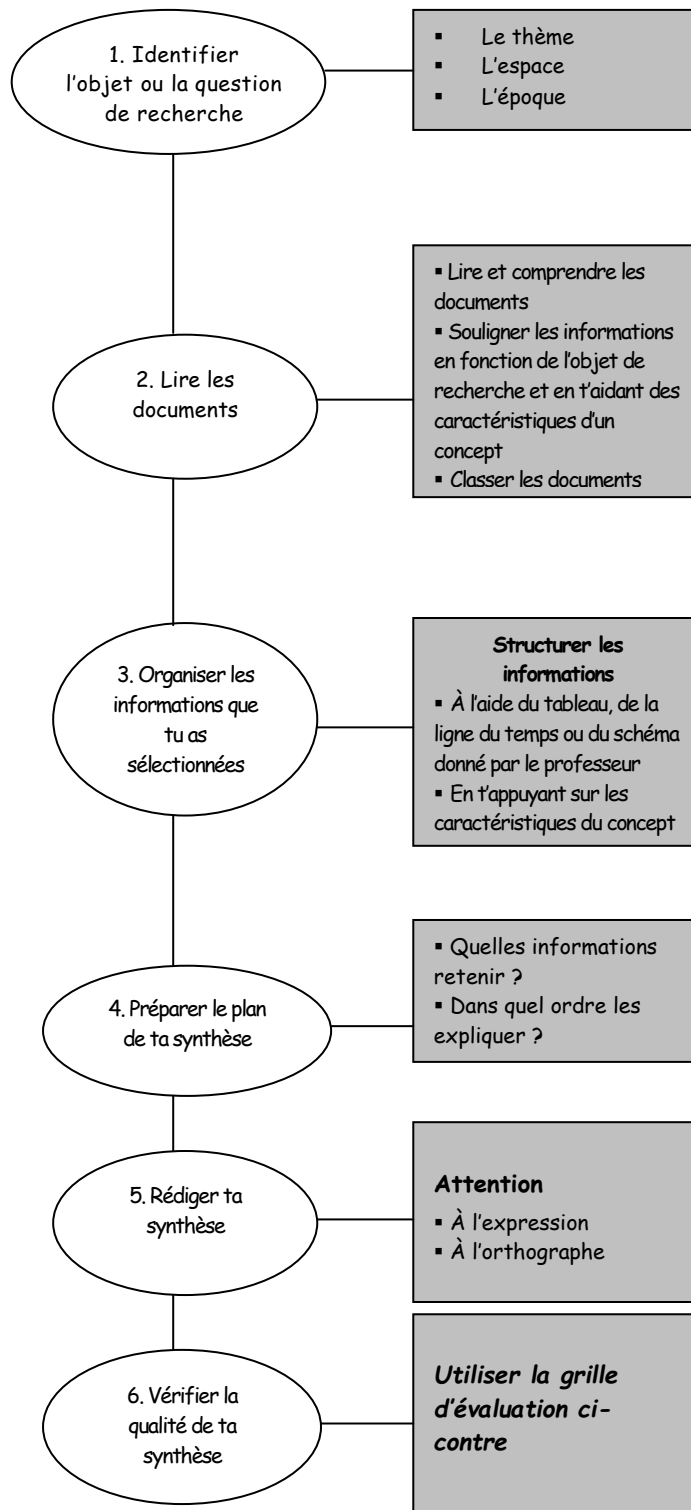 1. Identifier
l'objet ou la question
de recherche
▪ Le thème
▪ L'espace
▪ L'époque
2. Lire les
documents
▪ Lire et comprendre les
documents
▪ Souligner les informations
en fonction de l'objet de
recherche et en t'aidant des
caractéristiques d'un
concept
▪ Classer les documents
3. Organiser les
informations que
tu as
sélectionnées
Structurer les
informations
▪ À l'aide du tableau, de la
ligne du temps ou du schéma
donné par le professeur
▪ En t'appuyant sur les
caractéristiques du concept
4. Préparer le plan
de ta synthèse
▪ Quelles informations
retenir ?
▪ Dans quel ordre les
expliquer ?
5. Rédiger ta
synthèse
Attention
▪ À l'expression
▪ À l'orthographe
6. Vérifier la
qualité de ta
synthèse
Utiliser la grille
d'évaluation ci-
contre